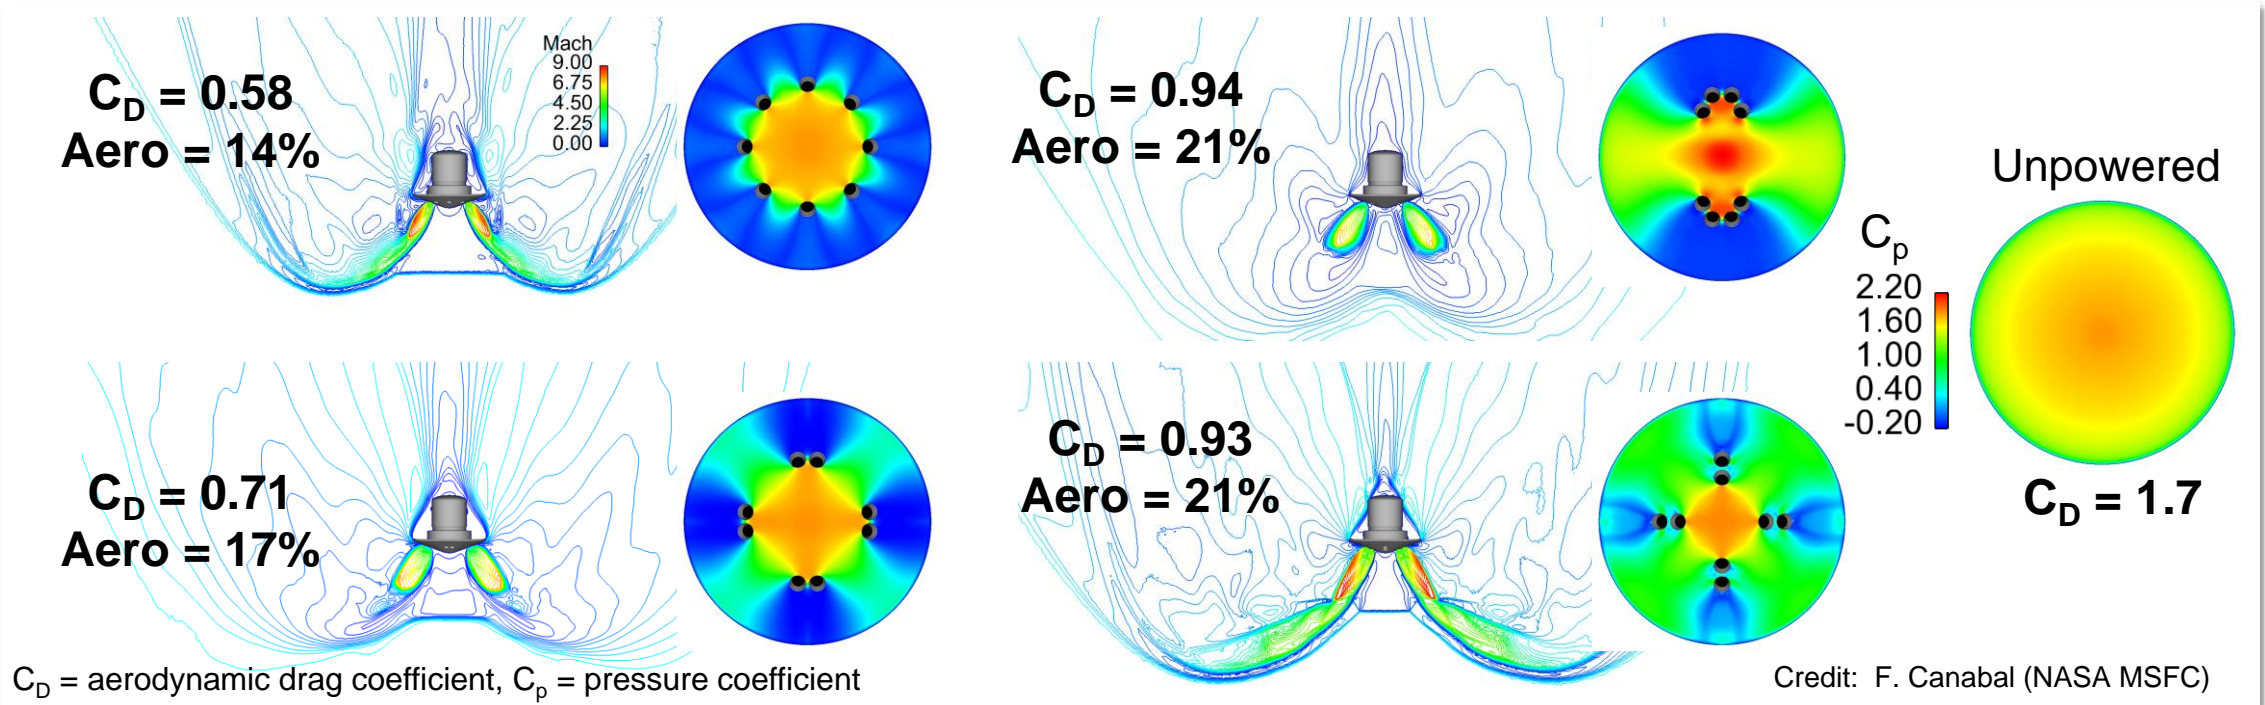 C_D = 0.58
Aero = 14%
Mach
9.00
6.75
4.50
2.25
0.00
C_D = 0.94
Aero = 21%
Unpowered
C_p
2.20
1.60
1.00
0.40
-0.20
C_D = 1.7
C_D = 0.71
Aero = 17%
C_D = 0.93
Aero = 21%
C_D = aerodynamic drag coefficient, C_p = pressure coefficient
Credit: F. Canabal (NASA MSFC)